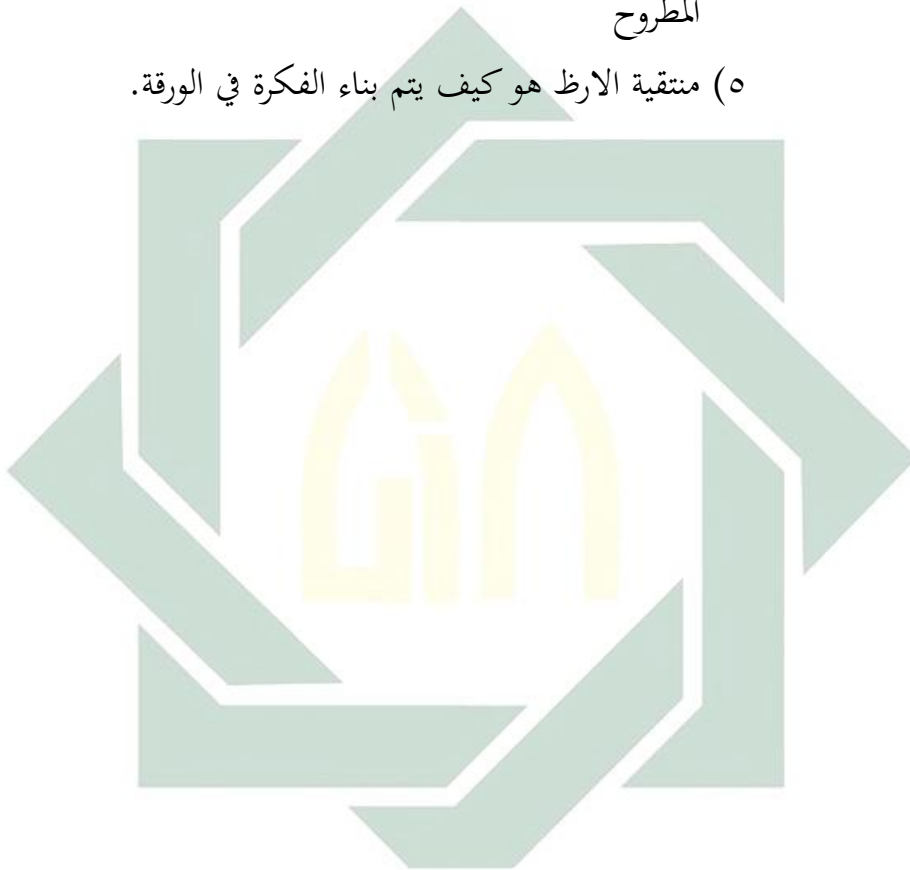 المطروح
٥) منتقية الارظ هو كيف يتم بناء الفكرة في الورقة.